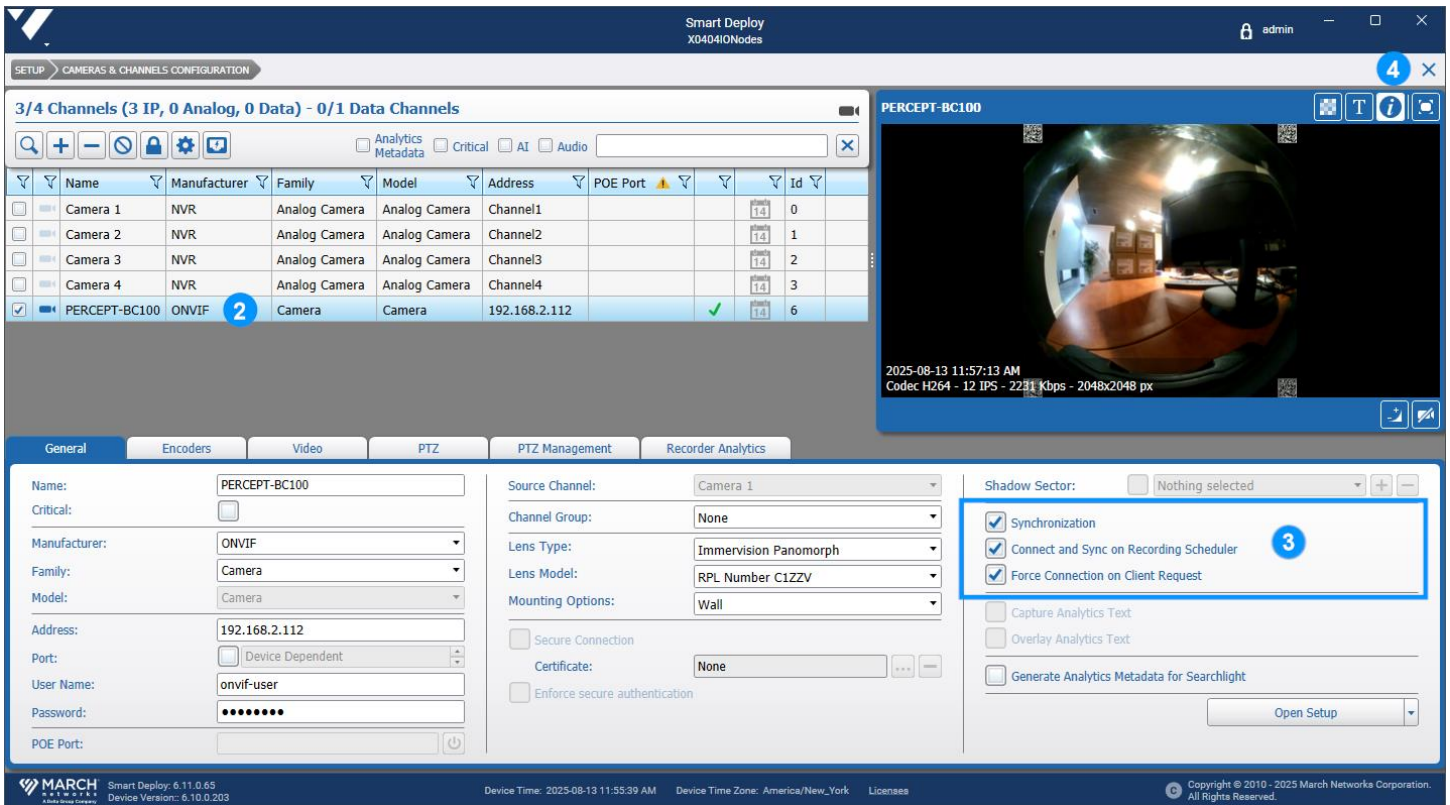 Smart Deploy
X0404IONodes
admin
SETUP CAMERAS & CHANNELS CONFIGURATION
4
3/4 Channels (3 IP, 0 Analog, 0 Data) - 0/1 Data Channels
PERCEPT-BC100
T i
Analytics Metadata Critical AI Audio
Name Manufacturer Family Model Address POE Port Id
Camera 1 NVR Analog Camera Analog Camera Channel1 14 0
Camera 2 NVR Analog Camera Analog Camera Channel2 14 1
Camera 3 NVR Analog Camera Analog Camera Channel3 14 2
Camera 4 NVR Analog Camera Analog Camera Channel4 14 3
PERCEPT-BC100 ONVIF 2 Camera Camera 192.168.2.112 14 6
2025-08-13 11:57:13 AM
Codec H264 - 12 IPS - 2231 Kbps - 2048x2048 px
General Encoders Video PTZ PTZ Management Recorder Analytics
Name: PERCEPT-BC100
Critical:
Manufacturer: ONVIF
Family: Camera
Model: Camera
Address: 192.168.2.112
Port: Device Dependent
User Name: onvif-user
Password: ••••••••
POE Port:
Source Channel: Camera 1
Channel Group: None
Lens Type: Immervision Panomorph
Lens Model: RPL Number C1ZZV
Mounting Options: Wall
Secure Connection
Certificate: None ...
Enforce secure authentication
Shadow Sector: Nothing selected
Synchronization
Connect and Sync on Recording Scheduler
3
Force Connection on Client Request
Capture Analytics Text
Overlay Analytics Text
Generate Analytics Metadata for Searchlight
Open Setup
MARCH networks
A Delta Group Company
Smart Deploy: 6.11.0.65
Device Version:: 6.10.0.203
Device Time: 2025-08-13 11:55:39 AM Device Time Zone: America/New_York Licenses
Copyright © 2010 - 2025 March Networks Corporation.
All Rights Reserved.